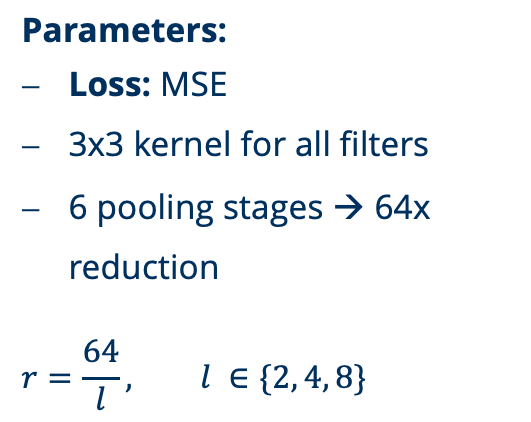 Parameters:
– Loss: MSE
– 3x3 kernel for all filters
– 6 pooling stages → 64x
reduction
r = 64/l, l ∈ {2, 4, 8}